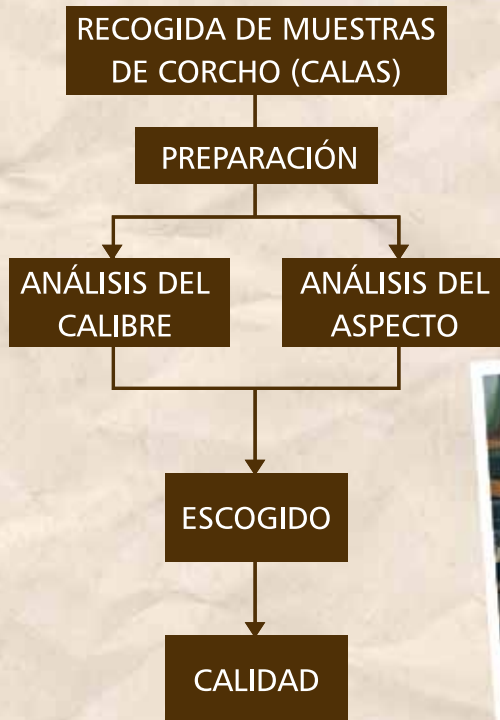 RECOGIDA DE MUESTRAS
DE CORCHO (CALAS)
PREPARACIÓN
ANÁLISIS DEL
CALIBRE
ANÁLISIS DEL
ASPECTO
ESCOGIDO
CALIDAD